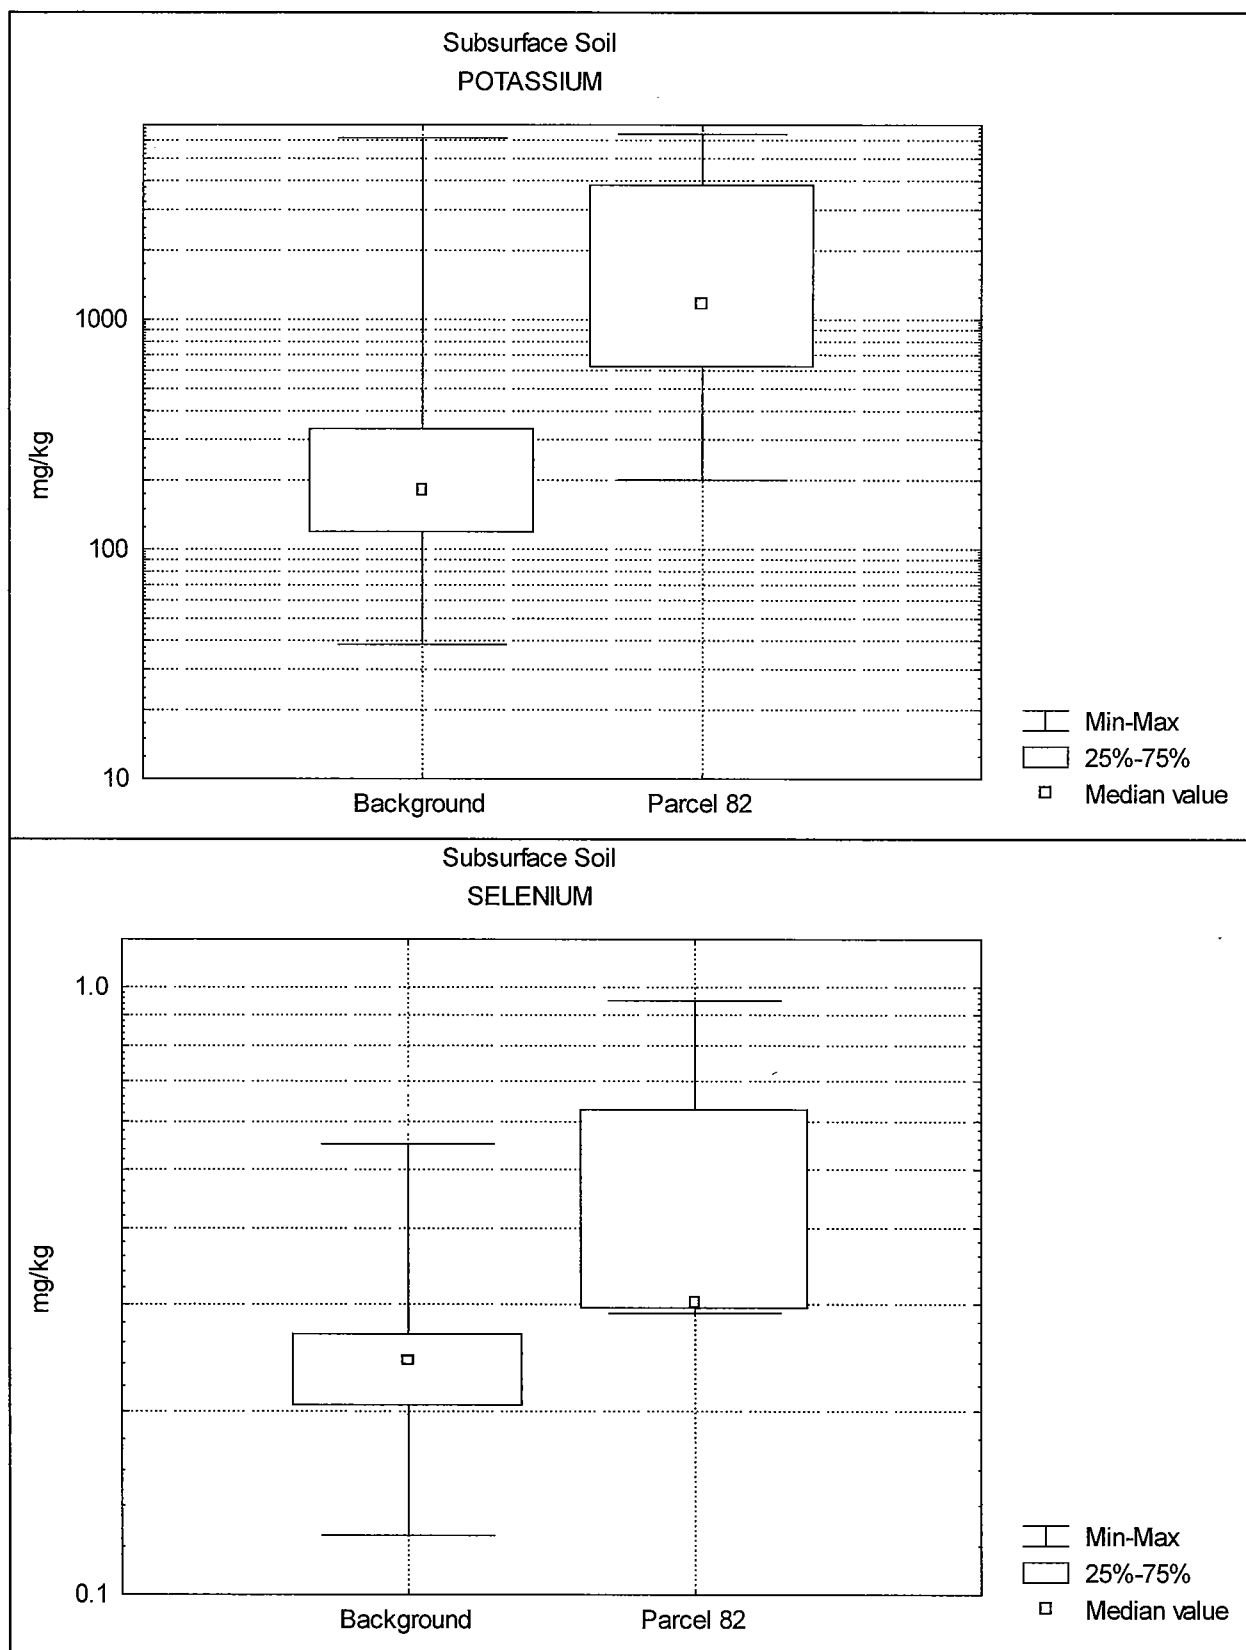 Subsurface Soil
POTASSIUM
1000
100
10
mg/kg
Background
Parcel 82
Min-Max
25%-75%
Median value
Subsurface Soil
SELENIUM
1.0
0.1
mg/kg
Background
Parcel 82
Min-Max
25%-75%
Median value